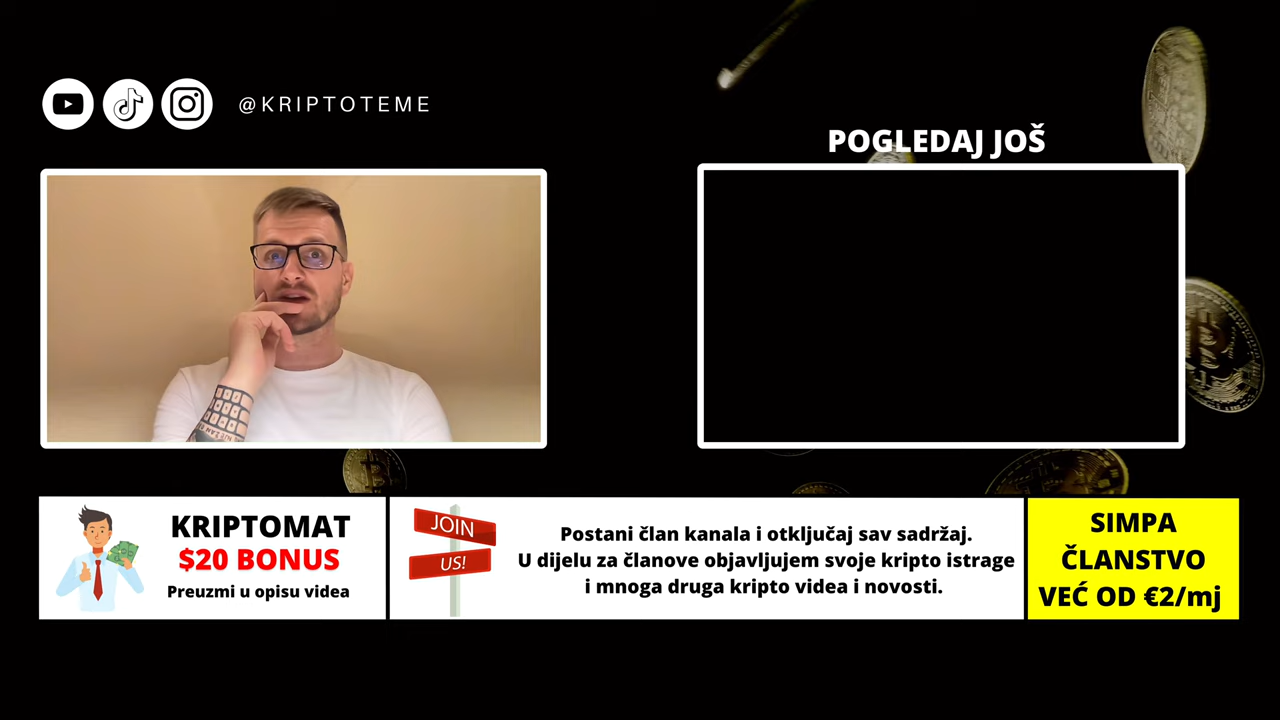 @KRIPTOTEME
POGLEDAJ JOŠ
KRIPTOMAT
$20 BONUS
Preuzmi u opisu videa
JOIN
US!
Postani član kanala i otključaj sav sadržaj.
U dijelu za članove objavljujem svoje kripto istrage
i mnoga druga kripto videa i novosti.
SIMPA
ČLANSTVO
VEĆ OD €2/mj